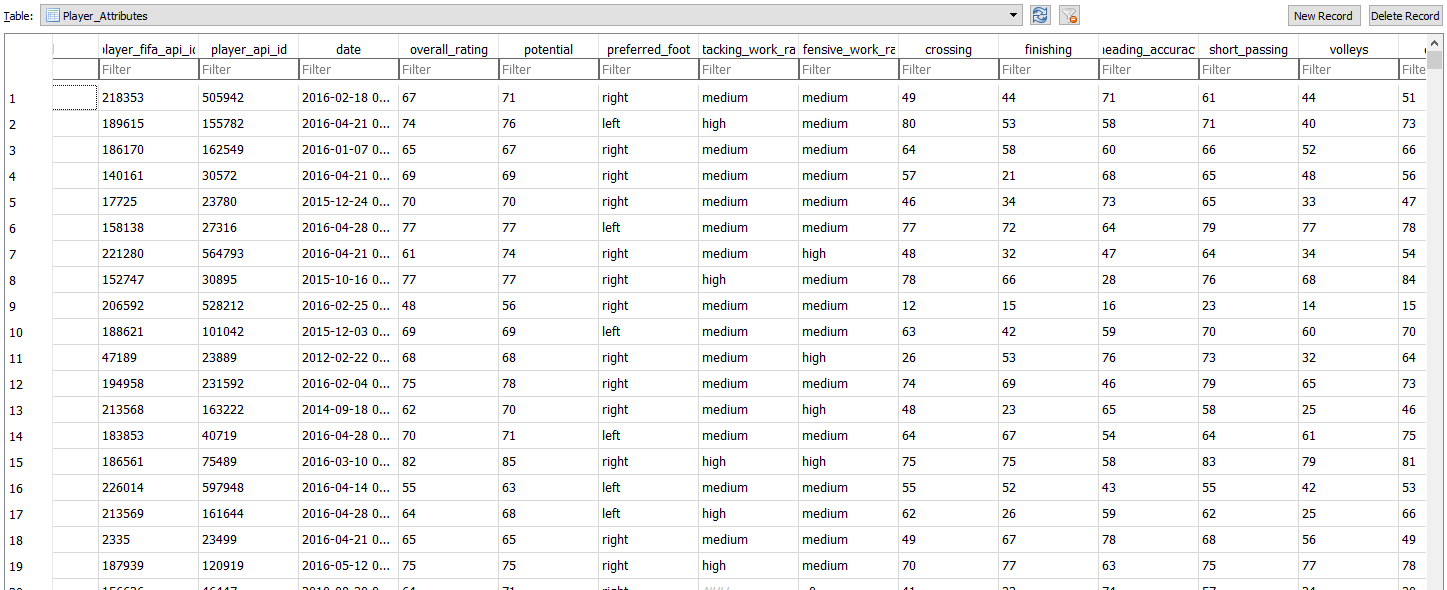 Table: Player_Attributes New Record Delete Record
player_fifa_api_id player_api_id date overall_rating potential preferred_foot tacking_work_ra fensive_work_ra crossing finishing heading_accurac short_passing volleys
Filter Filter Filter Filter Filter Filter Filter Filter Filter Filter Filter Filter Filter Filte
1 218353 505942 2016-02-18 0... 67 71 right medium medium 49 44 71 61 44 51
2 189615 155782 2016-04-21 0... 74 76 left high medium 80 53 58 71 40 73
3 186170 162549 2016-01-07 0... 65 67 right medium medium 64 58 60 66 52 66
4 140161 30572 2016-04-21 0... 69 69 right medium medium 57 21 68 65 48 56
5 17725 23780 2015-12-24 0... 70 70 right medium medium 46 34 73 65 33 47
6 158138 27316 2016-04-28 0... 77 77 left medium medium 77 72 64 79 77 78
7 221280 564793 2016-04-21 0... 61 74 right medium high 48 32 47 64 34 54
8 152747 30895 2015-10-16 0... 77 77 right high medium 78 66 28 76 68 84
9 206592 528212 2016-02-25 0... 48 56 right medium medium 12 15 16 23 14 15
10 188621 101042 2015-12-03 0... 69 69 left medium medium 63 42 59 70 60 70
11 47189 23889 2012-02-22 0... 68 68 right medium high 26 53 76 73 32 64
12 194958 231592 2016-02-04 0... 75 78 right medium medium 74 69 46 79 65 73
13 213568 163222 2014-09-18 0... 62 70 right medium high 48 23 65 58 25 46
14 183853 40719 2016-04-28 0... 70 71 left medium medium 64 67 54 64 61 75
15 186561 75489 2016-03-10 0... 82 85 right high high 75 75 58 83 79 81
16 226014 597948 2016-04-14 0... 55 63 left medium medium 55 52 43 55 42 53
17 213569 161644 2016-04-28 0... 64 68 left high medium 62 26 59 62 25 66
18 2335 23499 2016-04-21 0... 65 65 right medium medium 49 67 78 68 56 49
19 187939 120919 2016-05-12 0... 75 75 right high medium 70 77 63 75 77 78